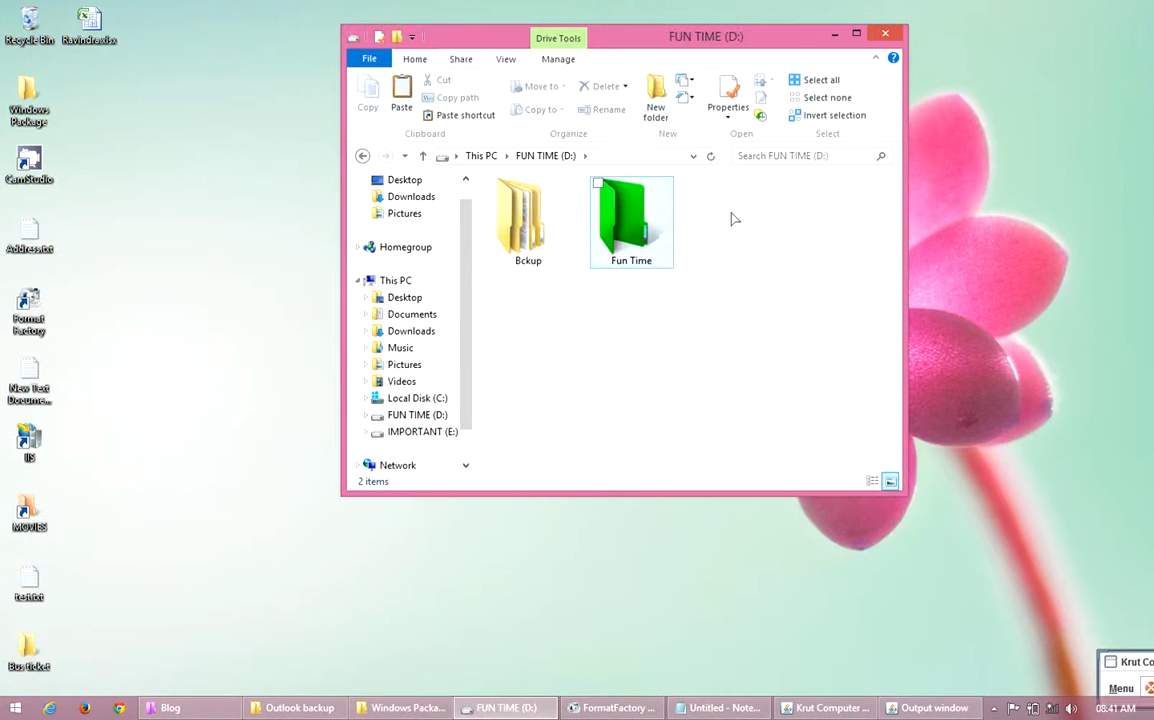 Recycle Bin
Ravindra.xlsx
Windows
Package
CamStudio
Address.txt
Format
Factory
New Text
Docume...
IIS
MOVIES
test.txt
Bus ticket
Drive Tools
FUN TIME (D:)
File
Home
Share
View
Manage
Copy
Paste
Cut
Copy path
Paste shortcut
Clipboard
Move to
Copy to
Delete
Rename
Organize
New
folder
New
Properties
Open
Select all
Select none
Invert selection
Select
This PC
FUN TIME (D:)
Search FUN TIME (D:)
Desktop
Downloads
Pictures
Homegroup
This PC
Desktop
Documents
Downloads
Music
Pictures
Videos
Local Disk (C:)
FUN TIME (D:)
IMPORTANT (E:)
Network
Bckup
Fun Time
2 items
Krut Co
Menu
Blog
Outlook backup
Windows Packa...
FUN TIME (D:)
FormatFactory ...
Untitled - Note...
Krut Computer ...
Output window
08:41 AM